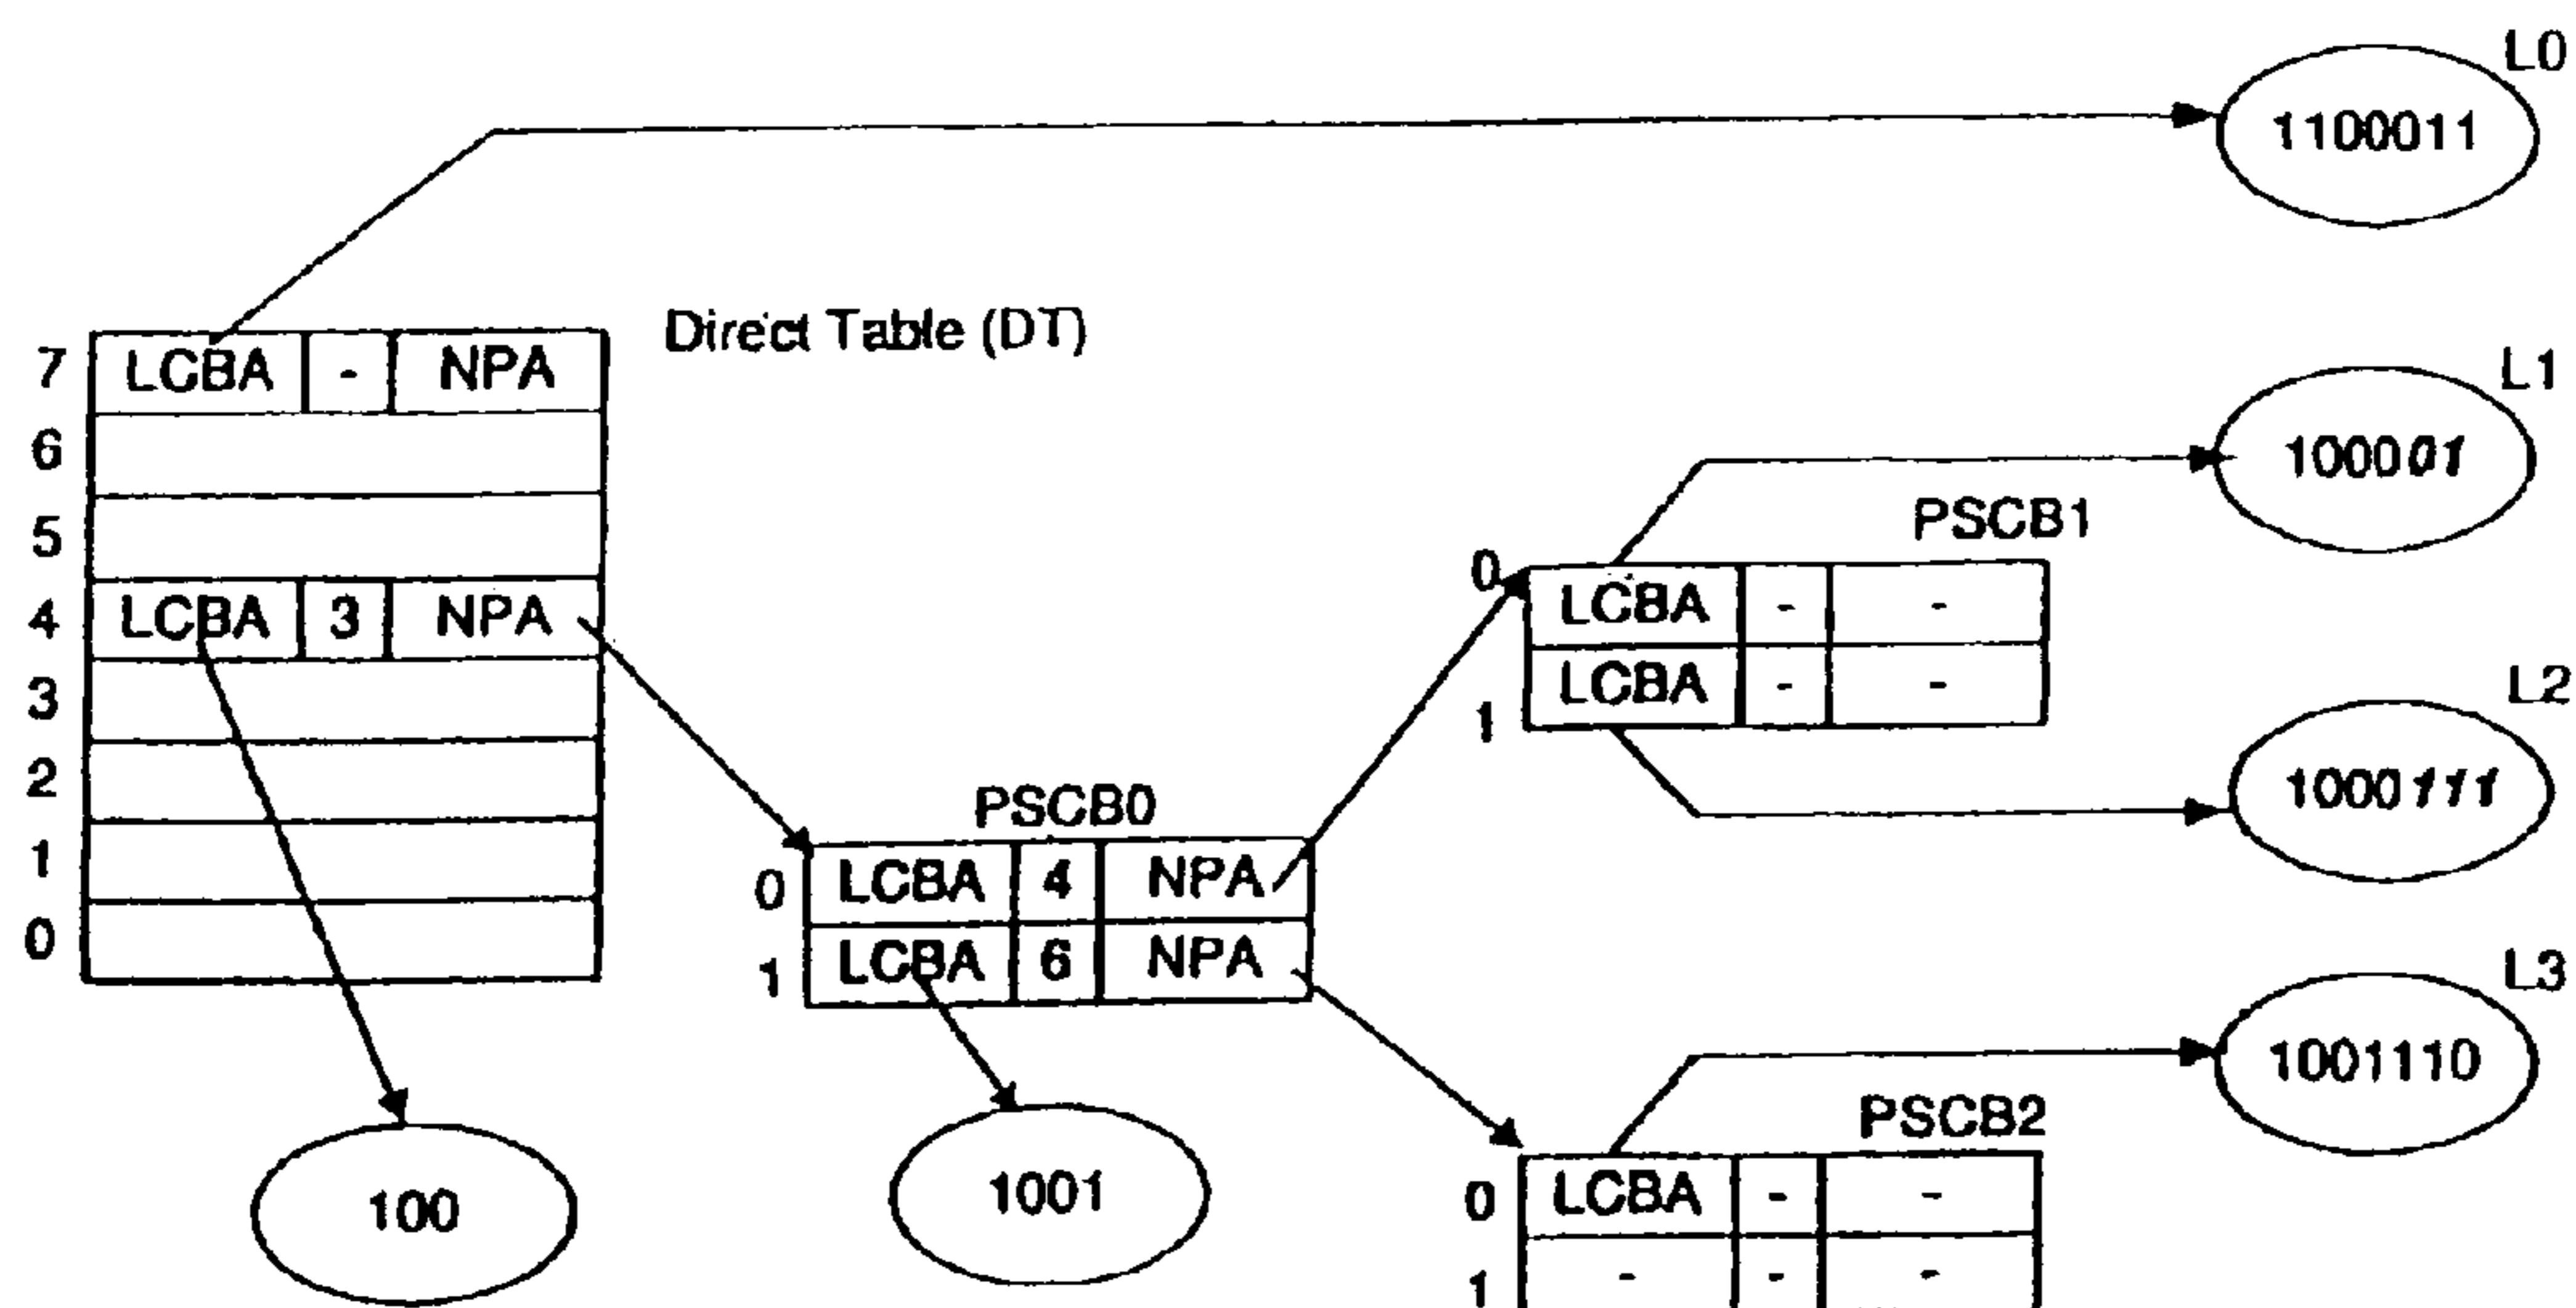 L0
1100011
Direct Table (DT)
7 LCBA - NPA
L1
6
100001
5
PSCB1
4 LCBA 3 NPA
0 LCBA - -
3
1 LCBA - -
L2
2
1000111
PSCB0
1
0 LCBA 4 NPA
0
1 LCBA 6 NPA
L3
1001110
PSCB2
100
1001
0 LCBA - -
1 - - -